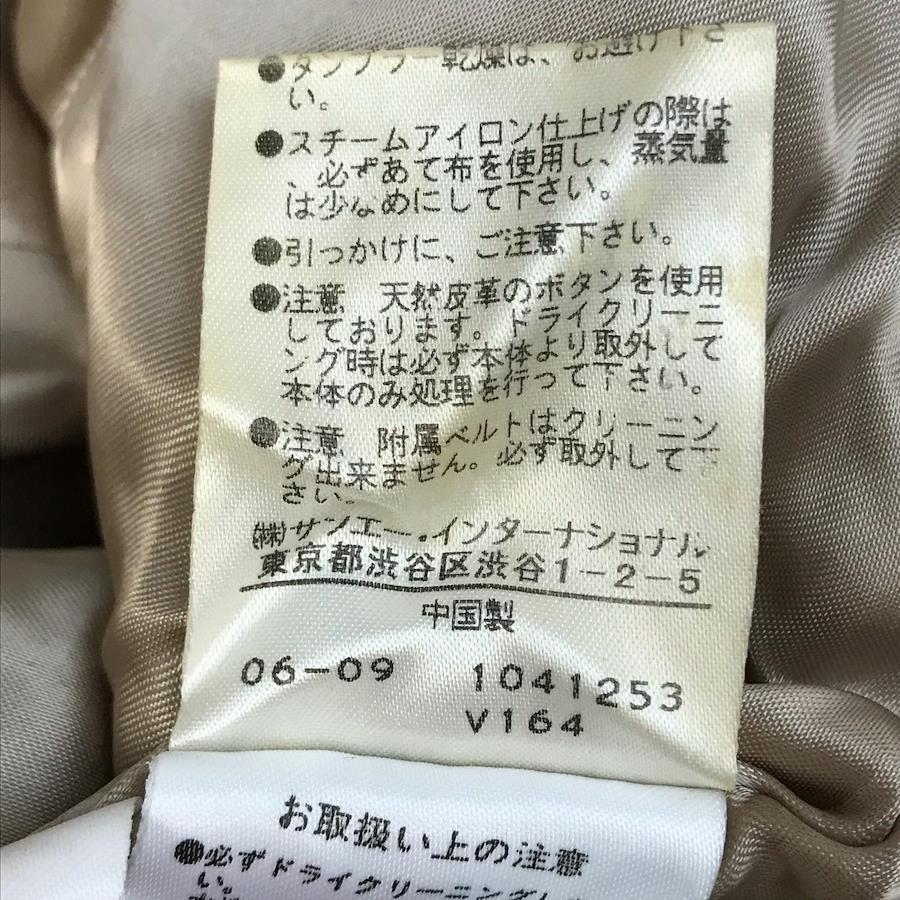 ●タンブラー乾燥は、お避け下さ
い。
●スチームアイロン仕上げの際は
、必ずあて布を使用し、蒸気量
は少なめにして下さい。
●引っかけに、ご注意下さい。
●注意 天然皮革のボタンを使用
しております。ドライクリーニ
ング時は必ず本体より取外して
本体のみ処理を行って下さい。
●注意 附属ベルトはクリーニン
グ出来ません。必ず取外して下
さい。
(株)サンエー・インターナショナル
東京都渋谷区渋谷1-2-5
中国製
06-09 1041253
V164
お取扱い上の注意
●必ずドライクリーニング
い。